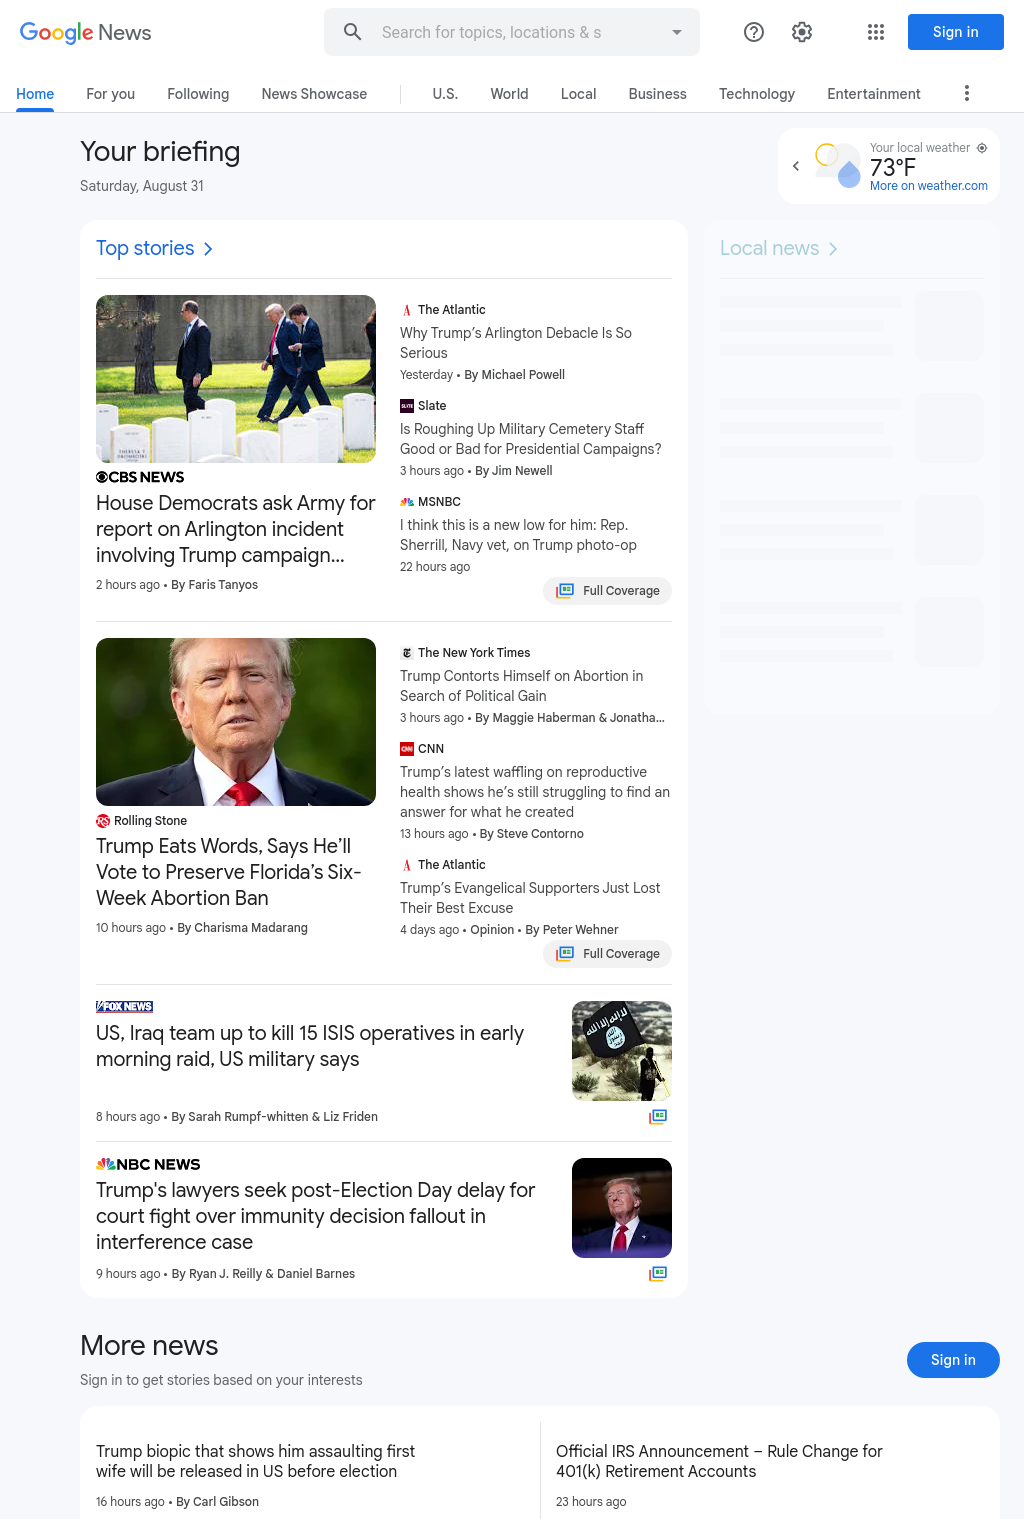 Google News
Search for topics, locations & s
Sign in
Home
For you
Following
News Showcase
U.S.
World
Local
Business
Technology
Entertainment
Your briefing
Saturday, August 31
Your local weather
73°F
More on weather.com
Top stories
Local news
CBS NEWS
House Democrats ask Army for
report on Arlington incident
involving Trump campaign...
2 hours ago • By Faris Tanyos
The Atlantic
Why Trump's Arlington Debacle Is So
Serious
Yesterday • By Michael Powell
SLATE
Slate
Is Roughing Up Military Cemetery Staff
Good or Bad for Presidential Campaigns?
3 hours ago • By Jim Newell
MSNBC
I think this is a new low for him: Rep.
Sherrill, Navy vet, on Trump photo-op
22 hours ago
Full Coverage
RS Rolling Stone
Trump Eats Words, Says He'll
Vote to Preserve Florida's Six-
Week Abortion Ban
10 hours ago • By Charisma Madarang
The New York Times
Trump Contorts Himself on Abortion in
Search of Political Gain
3 hours ago • By Maggie Haberman & Jonatha...
CNN
CNN
Trump's latest waffling on reproductive
health shows he's still struggling to find an
answer for what he created
13 hours ago • By Steve Contorno
The Atlantic
Trump's Evangelical Supporters Just Lost
Their Best Excuse
4 days ago • Opinion • By Peter Wehner
Full Coverage
FOX NEWS
US, Iraq team up to kill 15 ISIS operatives in early
morning raid, US military says
8 hours ago • By Sarah Rumpf-whitten & Liz Friden
NBC NEWS
Trump's lawyers seek post-Election Day delay for
court fight over immunity decision fallout in
interference case
9 hours ago • By Ryan J. Reilly & Daniel Barnes
More news
Sign in to get stories based on your interests
Sign in
Trump biopic that shows him assaulting first
wife will be released in US before election
16 hours ago • By Carl Gibson
Official IRS Announcement – Rule Change for
401(k) Retirement Accounts
23 hours ago